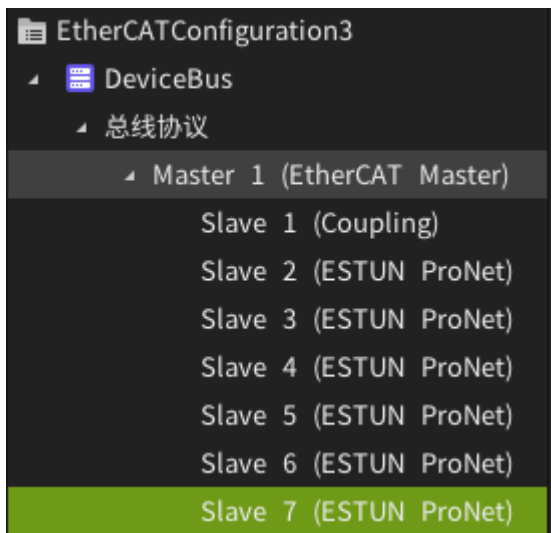 EtherCATConfiguration3
DeviceBus
总线协议
Master 1 (EtherCAT Master)
Slave 1 (Coupling)
Slave 2 (ESTUN ProNet)
Slave 3 (ESTUN ProNet)
Slave 4 (ESTUN ProNet)
Slave 5 (ESTUN ProNet)
Slave 6 (ESTUN ProNet)
Slave 7 (ESTUN ProNet)